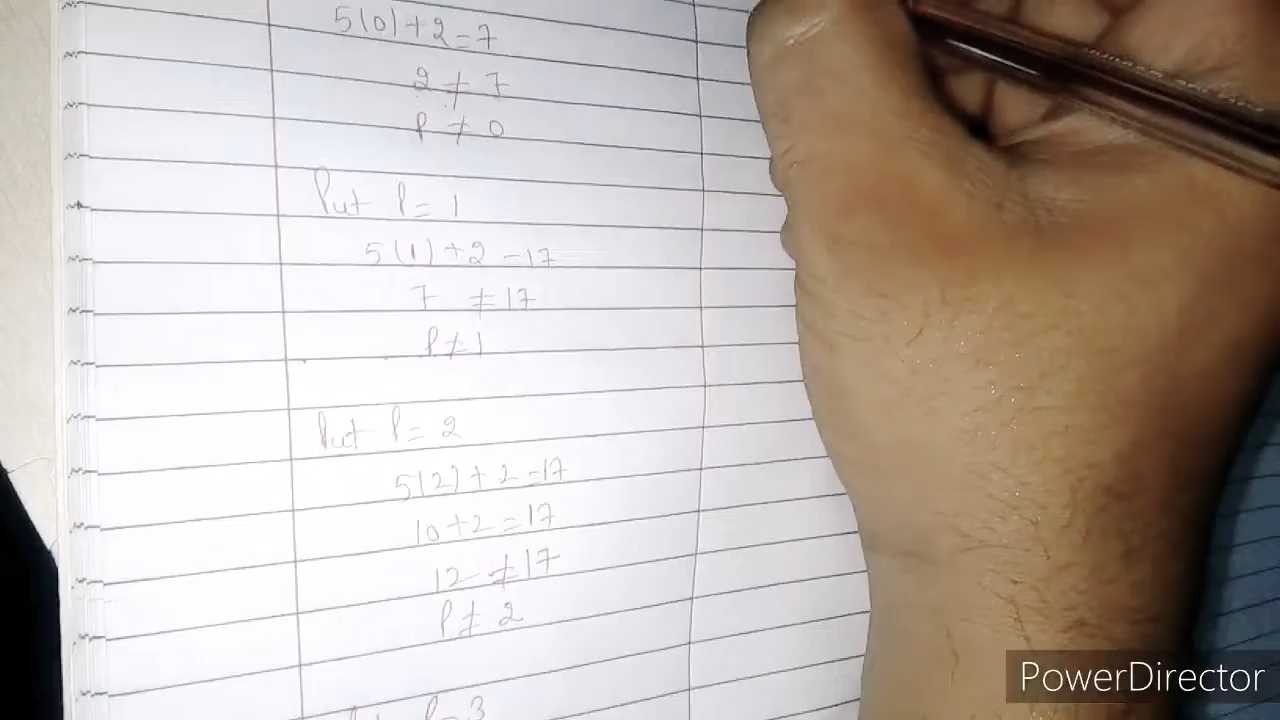 5(0)+2=7
2 ≠ 7
P ≠ 0
Put P= 1
5(1)+2 -17
7 ≠ 17
P≠1
Put P= 2
5(2)+2=17
10+2=17
12 ≠17
P≠ 2
P=3
PowerDirector